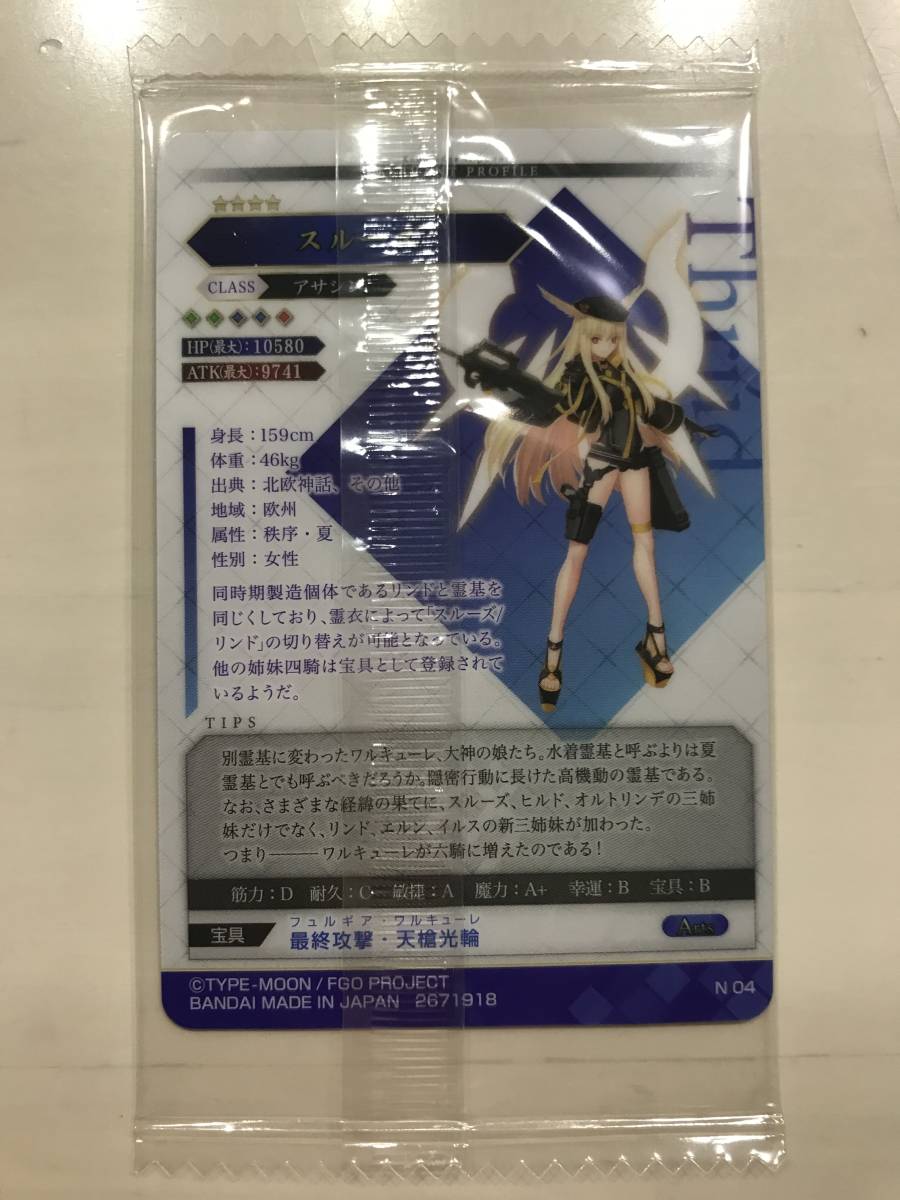 PROFILE
スルーズ
CLASS アサシン
HP(最大):10580
ATK(最大):9741
Thrud
身長:159cm
体重:46kg
出典:北欧神話、その他
地域:欧州
属性:秩序・夏
性別:女性
同時期製造個体であるリンドと霊基を
同じくしており、霊衣によって「スルーズ/
リンド」の切り替えが可能となっている。
他の姉妹四騎は宝具として登録されて
いるようだ。
TIPS
別霊基に変わったワルキューレ、大神の娘たち。水着霊基と呼ぶよりは夏
霊基とでも呼ぶべきだろうか。隠密行動に長けた高機動の霊基である。
なお、さまざまな経緯の果てに、スルーズ、ヒルド、オルトリンデの三姉
妹だけでなく、リンド、エルン、イルスの新三姉妹が加わった。
つまり―――ワルキューレが六騎に増えたのである!
筋力:D 耐久:C 敏捷:A 魔力:A+ 幸運:B 宝具:B
フュルギア・ワルキューレ
宝具 最終攻撃・天槍光輪 Arts
©TYPE-MOON / FGO PROJECT
BANDAI MADE IN JAPAN 2671918 N 04